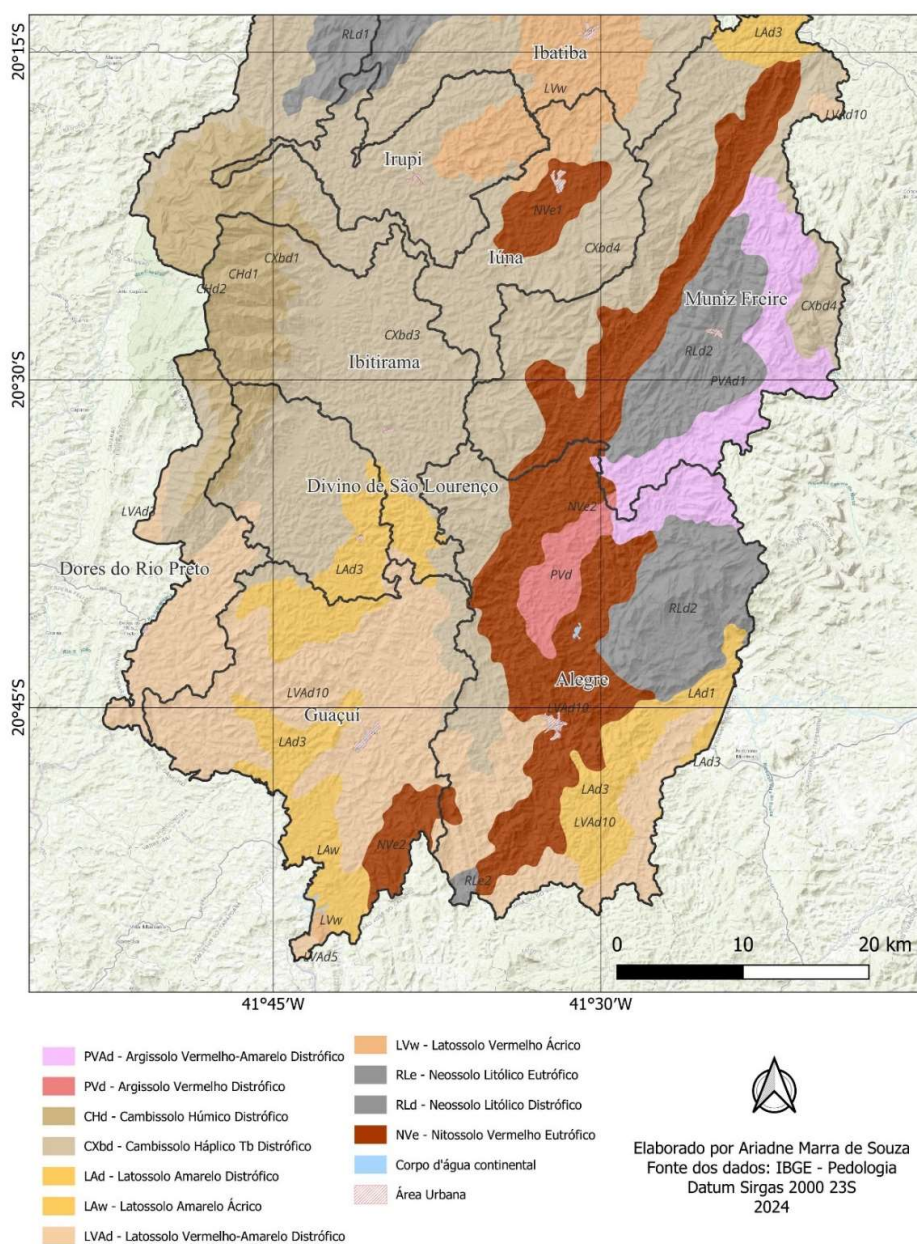 20°15'S
20°30'S
20°45'S
RLd1
Ibatiba
LAd3
LVw
LVAd10
Irupi
NVe1
Iúna
CXbd4
CXbd1
CHd1
CHd2
Muniz Freire
CXbd4
CXbd3
RLd2
Ibitirama
PVAd1
Divino de São Lourenço
NVe2
LVAd2
Dores do Rio Preto
LAd3
PVd
RLd2
Alegre
LAd1
LVAd10
LVAd10
Guaçui
LAd3
LAd3
LAd3
LVAd10
LAw
NVe2
RLe2
LVw
LVAd5
0 10 20 km
41°45'W 41°30'W
PVAd - Argissolo Vermelho-Amarelo Distrófico
PVd - Argissolo Vermelho Distrófico
CHd - Cambissolo Húmico Distrófico
CXbd - Cambissolo Háplico Tb Distrófico
LAd - Latossolo Amarelo Distrófico
LAw - Latossolo Amarelo Ácrico
LVAd - Latossolo Vermelho-Amarelo Distrófico
LVw - Latossolo Vermelho Ácrico
RLe - Neossolo Litólico Eutrófico
RLd - Neossolo Litólico Distrófico
NVe - Nitossolo Vermelho Eutrófico
Corpo d'água continental
Área Urbana
Elaborado por Ariadne Marra de Souza
Fonte dos dados: IBGE - Pedologia
Datum Sirgas 2000 23S
2024